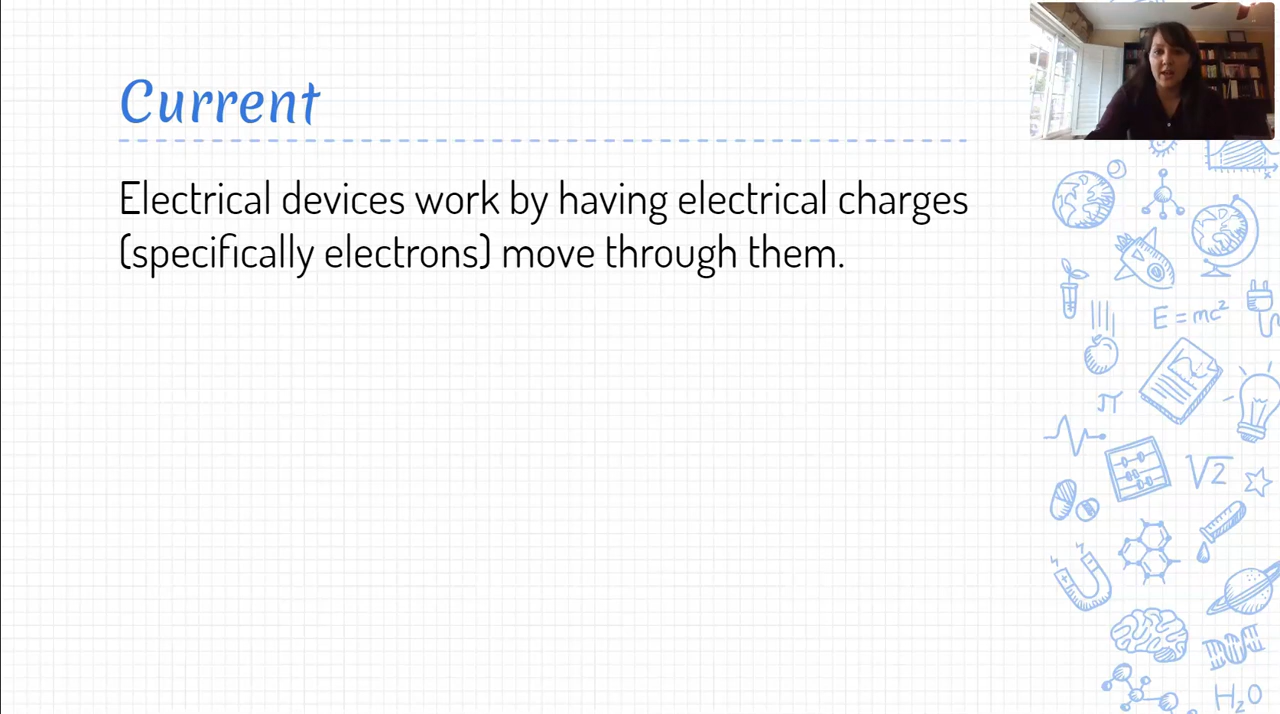 Current
Electrical devices work by having electrical charges
(specifically electrons) move through them.
E = mc²
π
√2
H₂O